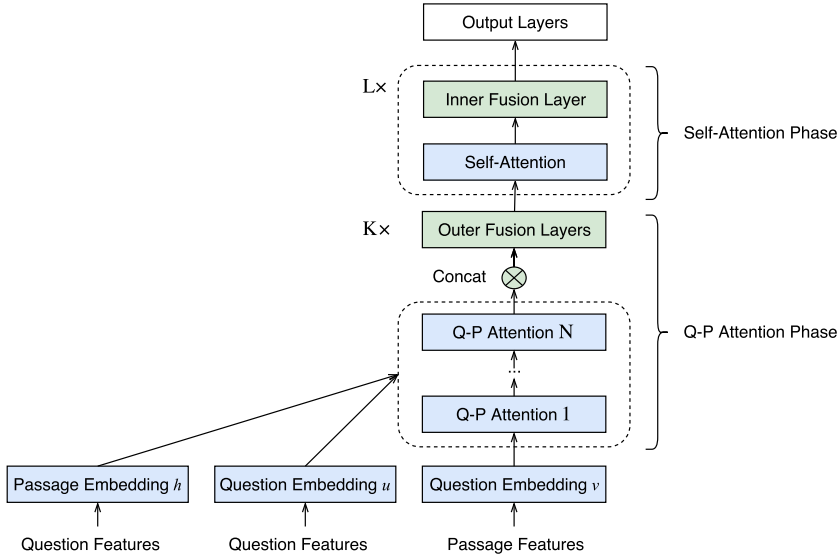 Output Layers
L×
Inner Fusion Layer
Self-Attention
Self-Attention Phase
K×
Outer Fusion Layers
Concat
Q-P Attention N
...
Q-P Attention 1
Q-P Attention Phase
Passage Embedding h
Question Embedding u
Question Embedding v
Question Features
Question Features
Passage Features